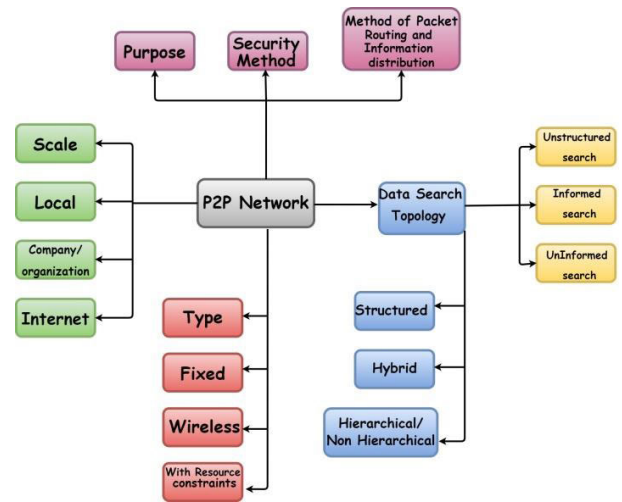 Purpose
Security
Method
Method of Packet
Routing and
Information
distribution
Scale
Local
Company/
organization
Internet
P2P Network
Data Search
Topology
Unstructured
search
Informed
search
UnInformed
search
Type
Fixed
Wireless
With Resource
constraints
Structured
Hybrid
Hierarchical/
Non Hierarchical